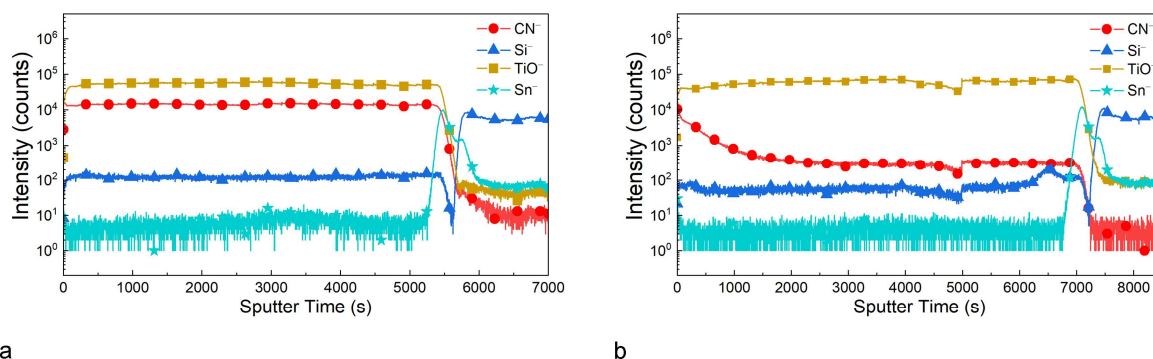 CN⁻
Si⁻
TiO⁻
Sn⁻
10⁶
10⁵
10⁴
10³
10²
10¹
10⁰
Intensity (counts)
0 1000 2000 3000 4000 5000 6000 7000
Sputter Time (s)
a
CN⁻
Si⁻
TiO⁻
Sn⁻
10⁶
10⁵
10⁴
10³
10²
10¹
10⁰
Intensity (counts)
0 1000 2000 3000 4000 5000 6000 7000 8000
Sputter Time (s)
b